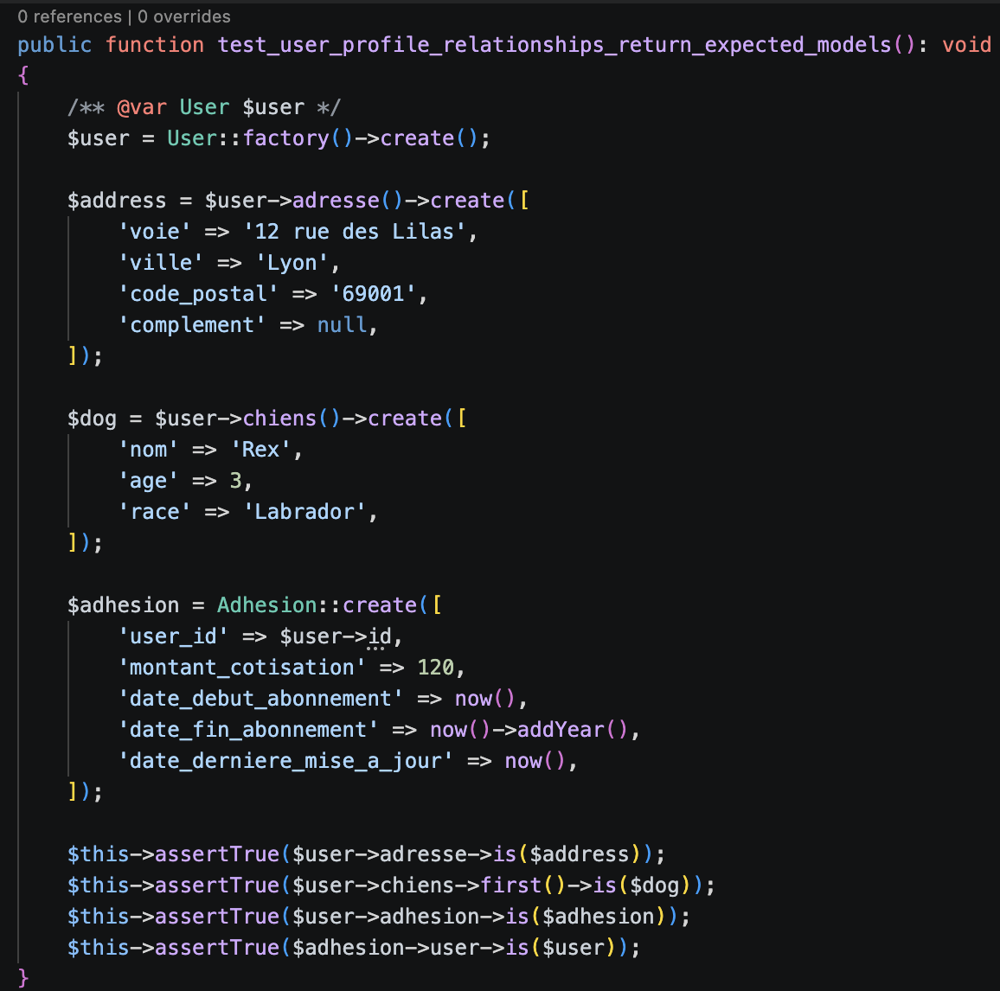 0 references | 0 overrides
public function test_user_profile_relationships_return_expected_models(): void
{
    /** @var User $user */
    $user = User::factory()->create();

    $address = $user->adresse()->create([
        'voie' => '12 rue des Lilas',
        'ville' => 'Lyon',
        'code_postal' => '69001',
        'complement' => null,
    ]);

    $dog = $user->chiens()->create([
        'nom' => 'Rex',
        'age' => 3,
        'race' => 'Labrador',
    ]);

    $adhesion = Adhesion::create([
        'user_id' => $user->id,
        'montant_cotisation' => 120,
        'date_debut_abonnement' => now(),
        'date_fin_abonnement' => now()->addYear(),
        'date_derniere_mise_a_jour' => now(),
    ]);

    $this->assertTrue($user->adresse->is($address));
    $this->assertTrue($user->chiens->first()->is($dog));
    $this->assertTrue($user->adhesion->is($adhesion));
    $this->assertTrue($adhesion->user->is($user));
}